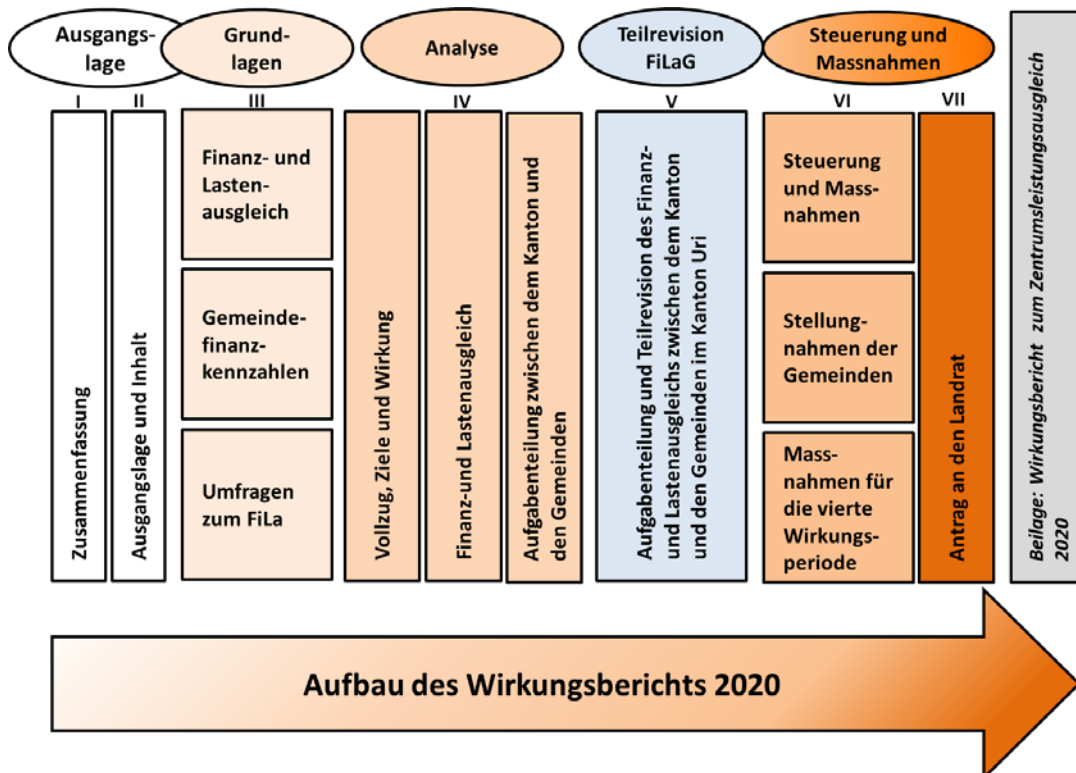 Ausgangs-
lage
Grund-
lagen
Analyse
Teilrevision
FiLaG
Steuerung und
Massnahmen
I
II
III
IV
V
VI
VII
Zusammenfassung
Ausgangslage und Inhalt
Finanz- und
Lasten-
ausgleich
Gemeinde-
finanz-
kennzahlen
Umfragen
zum FiLa
Vollzug, Ziele und Wirkung
Finanz-und Lastenausgleich
Aufgabenteilung zwischen dem Kanton und
den Gemeinden
Aufgabenteilung und Teilrevision des Finanz-
und Lastenausgleichs zwischen dem Kanton
und den Gemeinden im Kanton Uri
Steuerung
und Mass-
nahmen
Stellung-
nahmen der
Gemeinden
Mass-
nahmen für
die vierte
Wirkungs-
periode
Antrag an den Landrat
Beilage: Wirkungsbericht zum Zentrumsleistungsausgleich
2020
Aufbau des Wirkungsberichts 2020